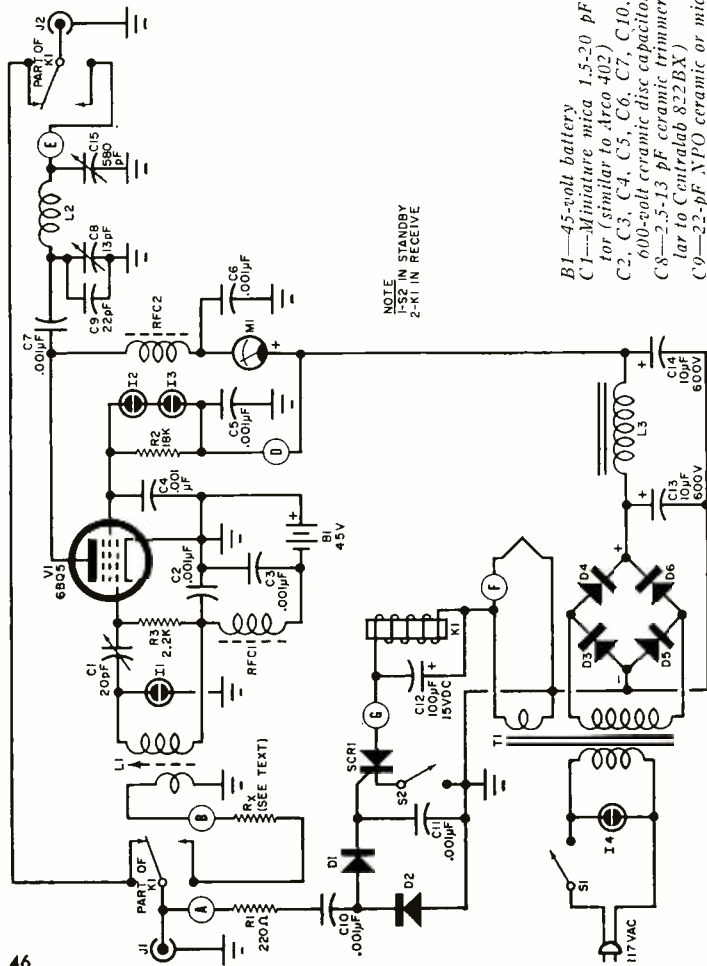 46
PART OF
K1
J2
E
L2
C15
580
pF
C8
13pF
C9
22pF
C7
.001µF
RFC2
C6
.001µF
M1
+
I2
I3
R2
18K
C5
.001µF
D
C4
.001
µF
V1
6BQ5
C1
20pF
I1
R3
2.2K
C2
.001µF
C3
.001µF
RFC1
B1
45V
L1
B
RX
(SEE TEXT)
PART OF
K1
J1
A
R1
220Ω
C10
.001µF
D1
D2
C11
.001µF
SCR1
S2
G
C12
100µF
15VDC
+
K1
F
T1
S1
I4
117VAC
D3
D4
D5
D6
+
-
L3
C13
10µF
600V
+
C14
10µF
600V
+
NOTE
1-S2 IN STANDBY
2-K1 IN RECEIVE
B1—45-volt battery
C1—Miniature mica 1.5-20 pF
tor (similar to Arco 402)
C2, C3, C4, C5, C6, C7, C10,
600-volt ceramic disc capacito
C8—2.5-13 pF ceramic trimmer
lar to Centralab 822BX)
C9—22-pF NPO ceramic or mic